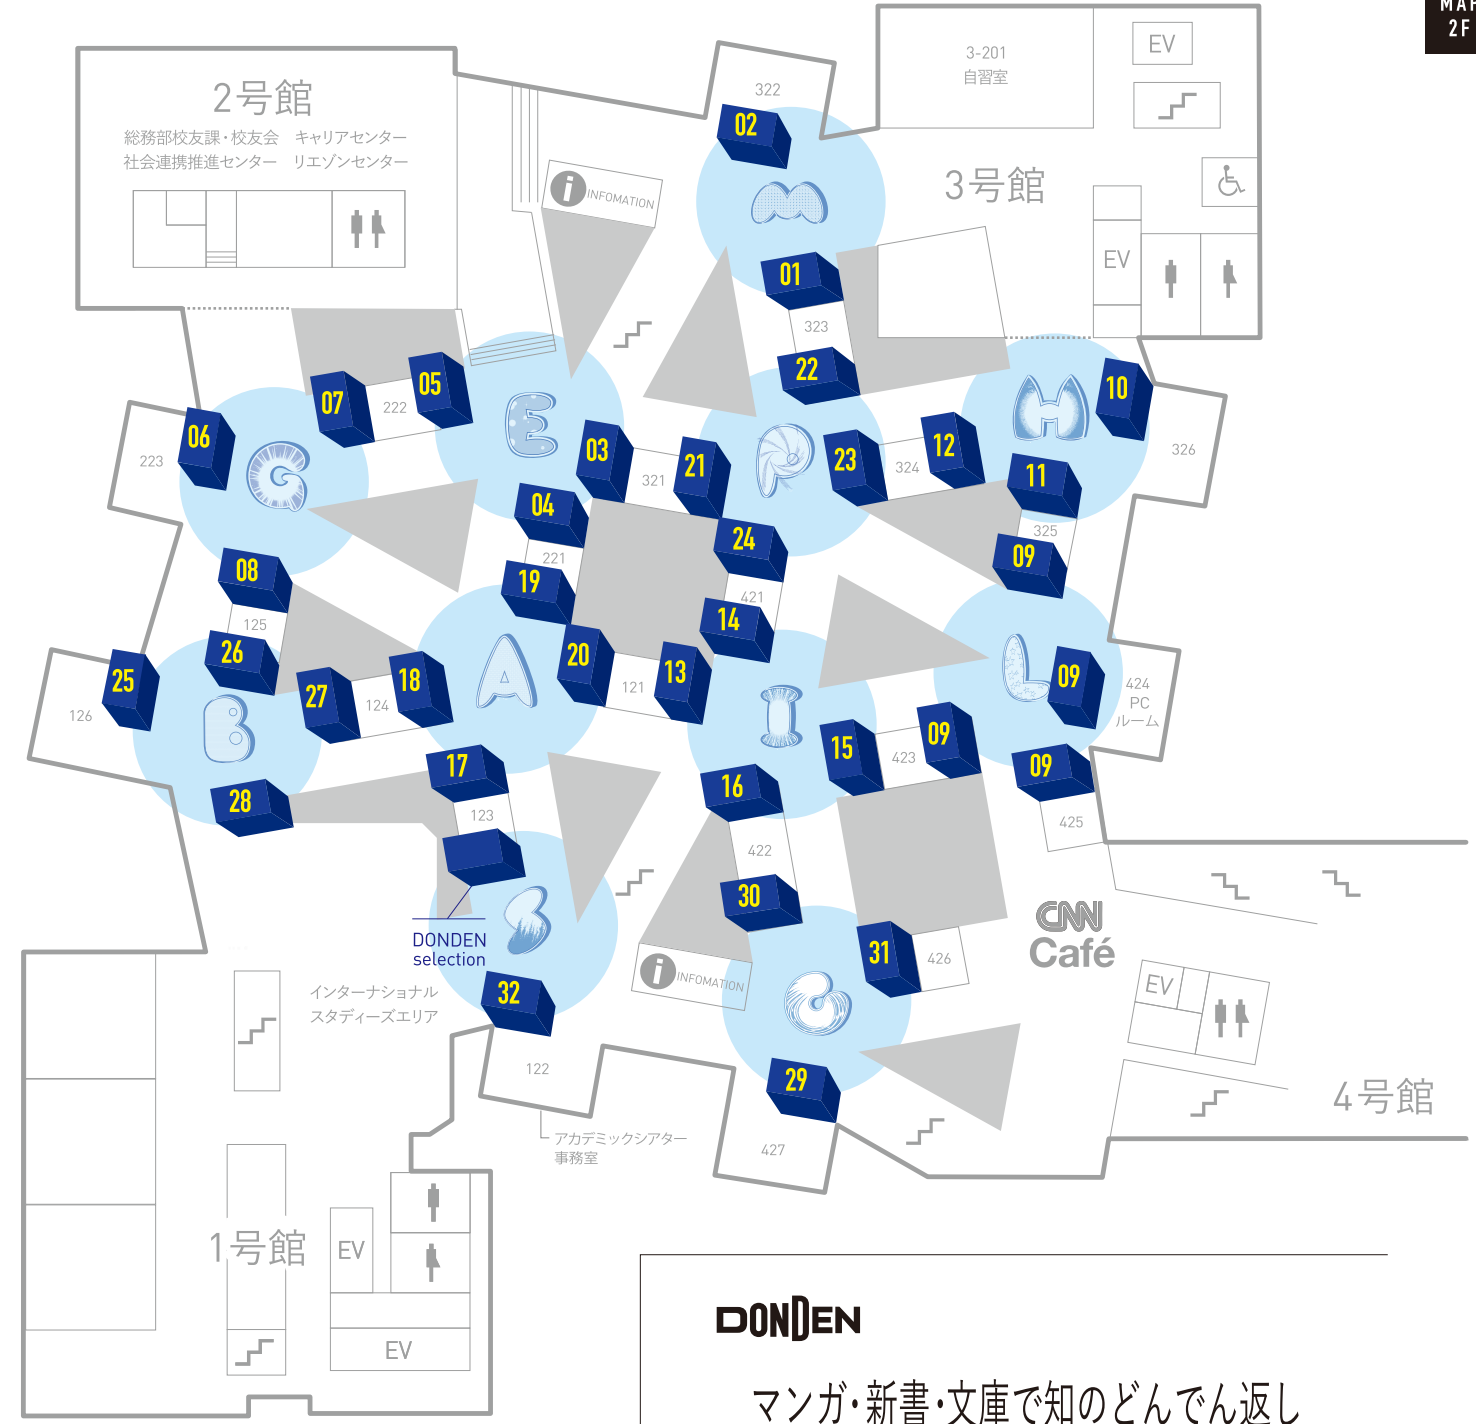 MAP
2F
3-201
自習室
EV
322
2号館
総務部校友課・校友会　キャリアセンター
社会連携推進センター　リエゾンセンター
02
M
INFOMATION
3号館
EV
01
323
22
07
222
05
E
10
H
326
06
223
G
03
321
21
P
23
324
12
11
325
09
04
221
19
24
421
14
08
125
26
25
126
B
27
124
18
A
20
121
13
I
L
09
424
PC
ルーム
15
423
09
09
425
28
17
123
16
422
30
S
DONDEN
selection
32
31
426
CNN
Café
INFOMATION
G
EV
インターナショナル
スタディーズエリア
122
29
427
4号館
アカデミックシアター
事務室
1号館
EV
EV
DONDEN
マンガ・新書・文庫で知のどんでん返し